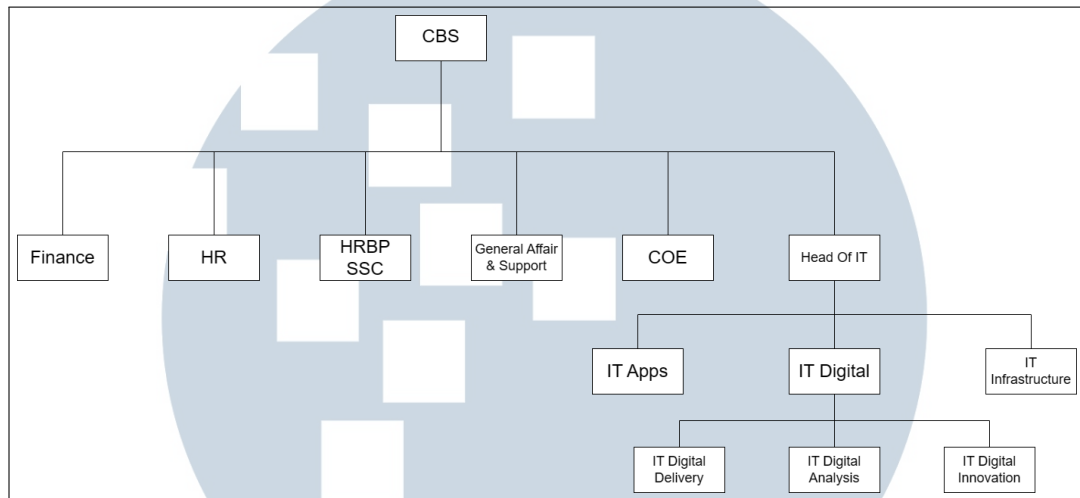 CBS
Finance
HR
HRBP
SSC
General Affair
& Support
COE
Head Of IT
IT Apps
IT Digital
IT
Infrastructure
IT Digital
Delivery
IT Digital
Analysis
IT Digital
Innovation